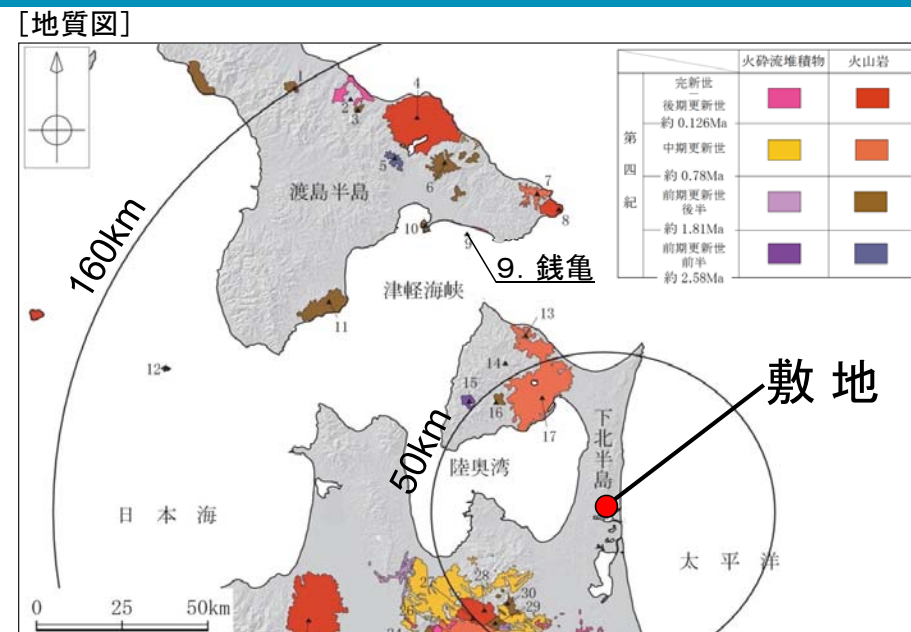 [地質図]
火砕流堆積物 火山岩
第四紀
完新世
－
後期更新世
約 0.126Ma
中期更新世
約 0.78Ma
前期更新世
後半
約 1.81Ma
前期更新世
前半
約 2.58Ma
1
2
3
4
5
6
7
8
渡島半島
160km
10
9
9. 銭亀
津軽海峡
11
12
13
14
15
16
17
敷 地
50km
下北半島
陸奥湾
日 本 海
太 平 洋
27
28
30
29
26
0 25 50km